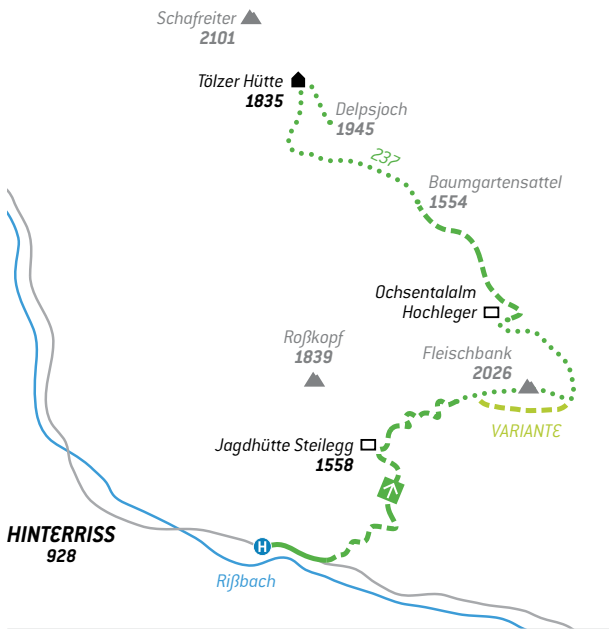 Schafreiter
2101
Tölzer Hütte
1835
Delpsjoch
1945
237
Baumgartensattel
1554
Ochsentalalm
Hochleger
Roßkopf
1839
Fleischbank
2026
VARIANTE
Jagdhütte Steilegg
1558
HINTERRISS
928
H
Rißbach